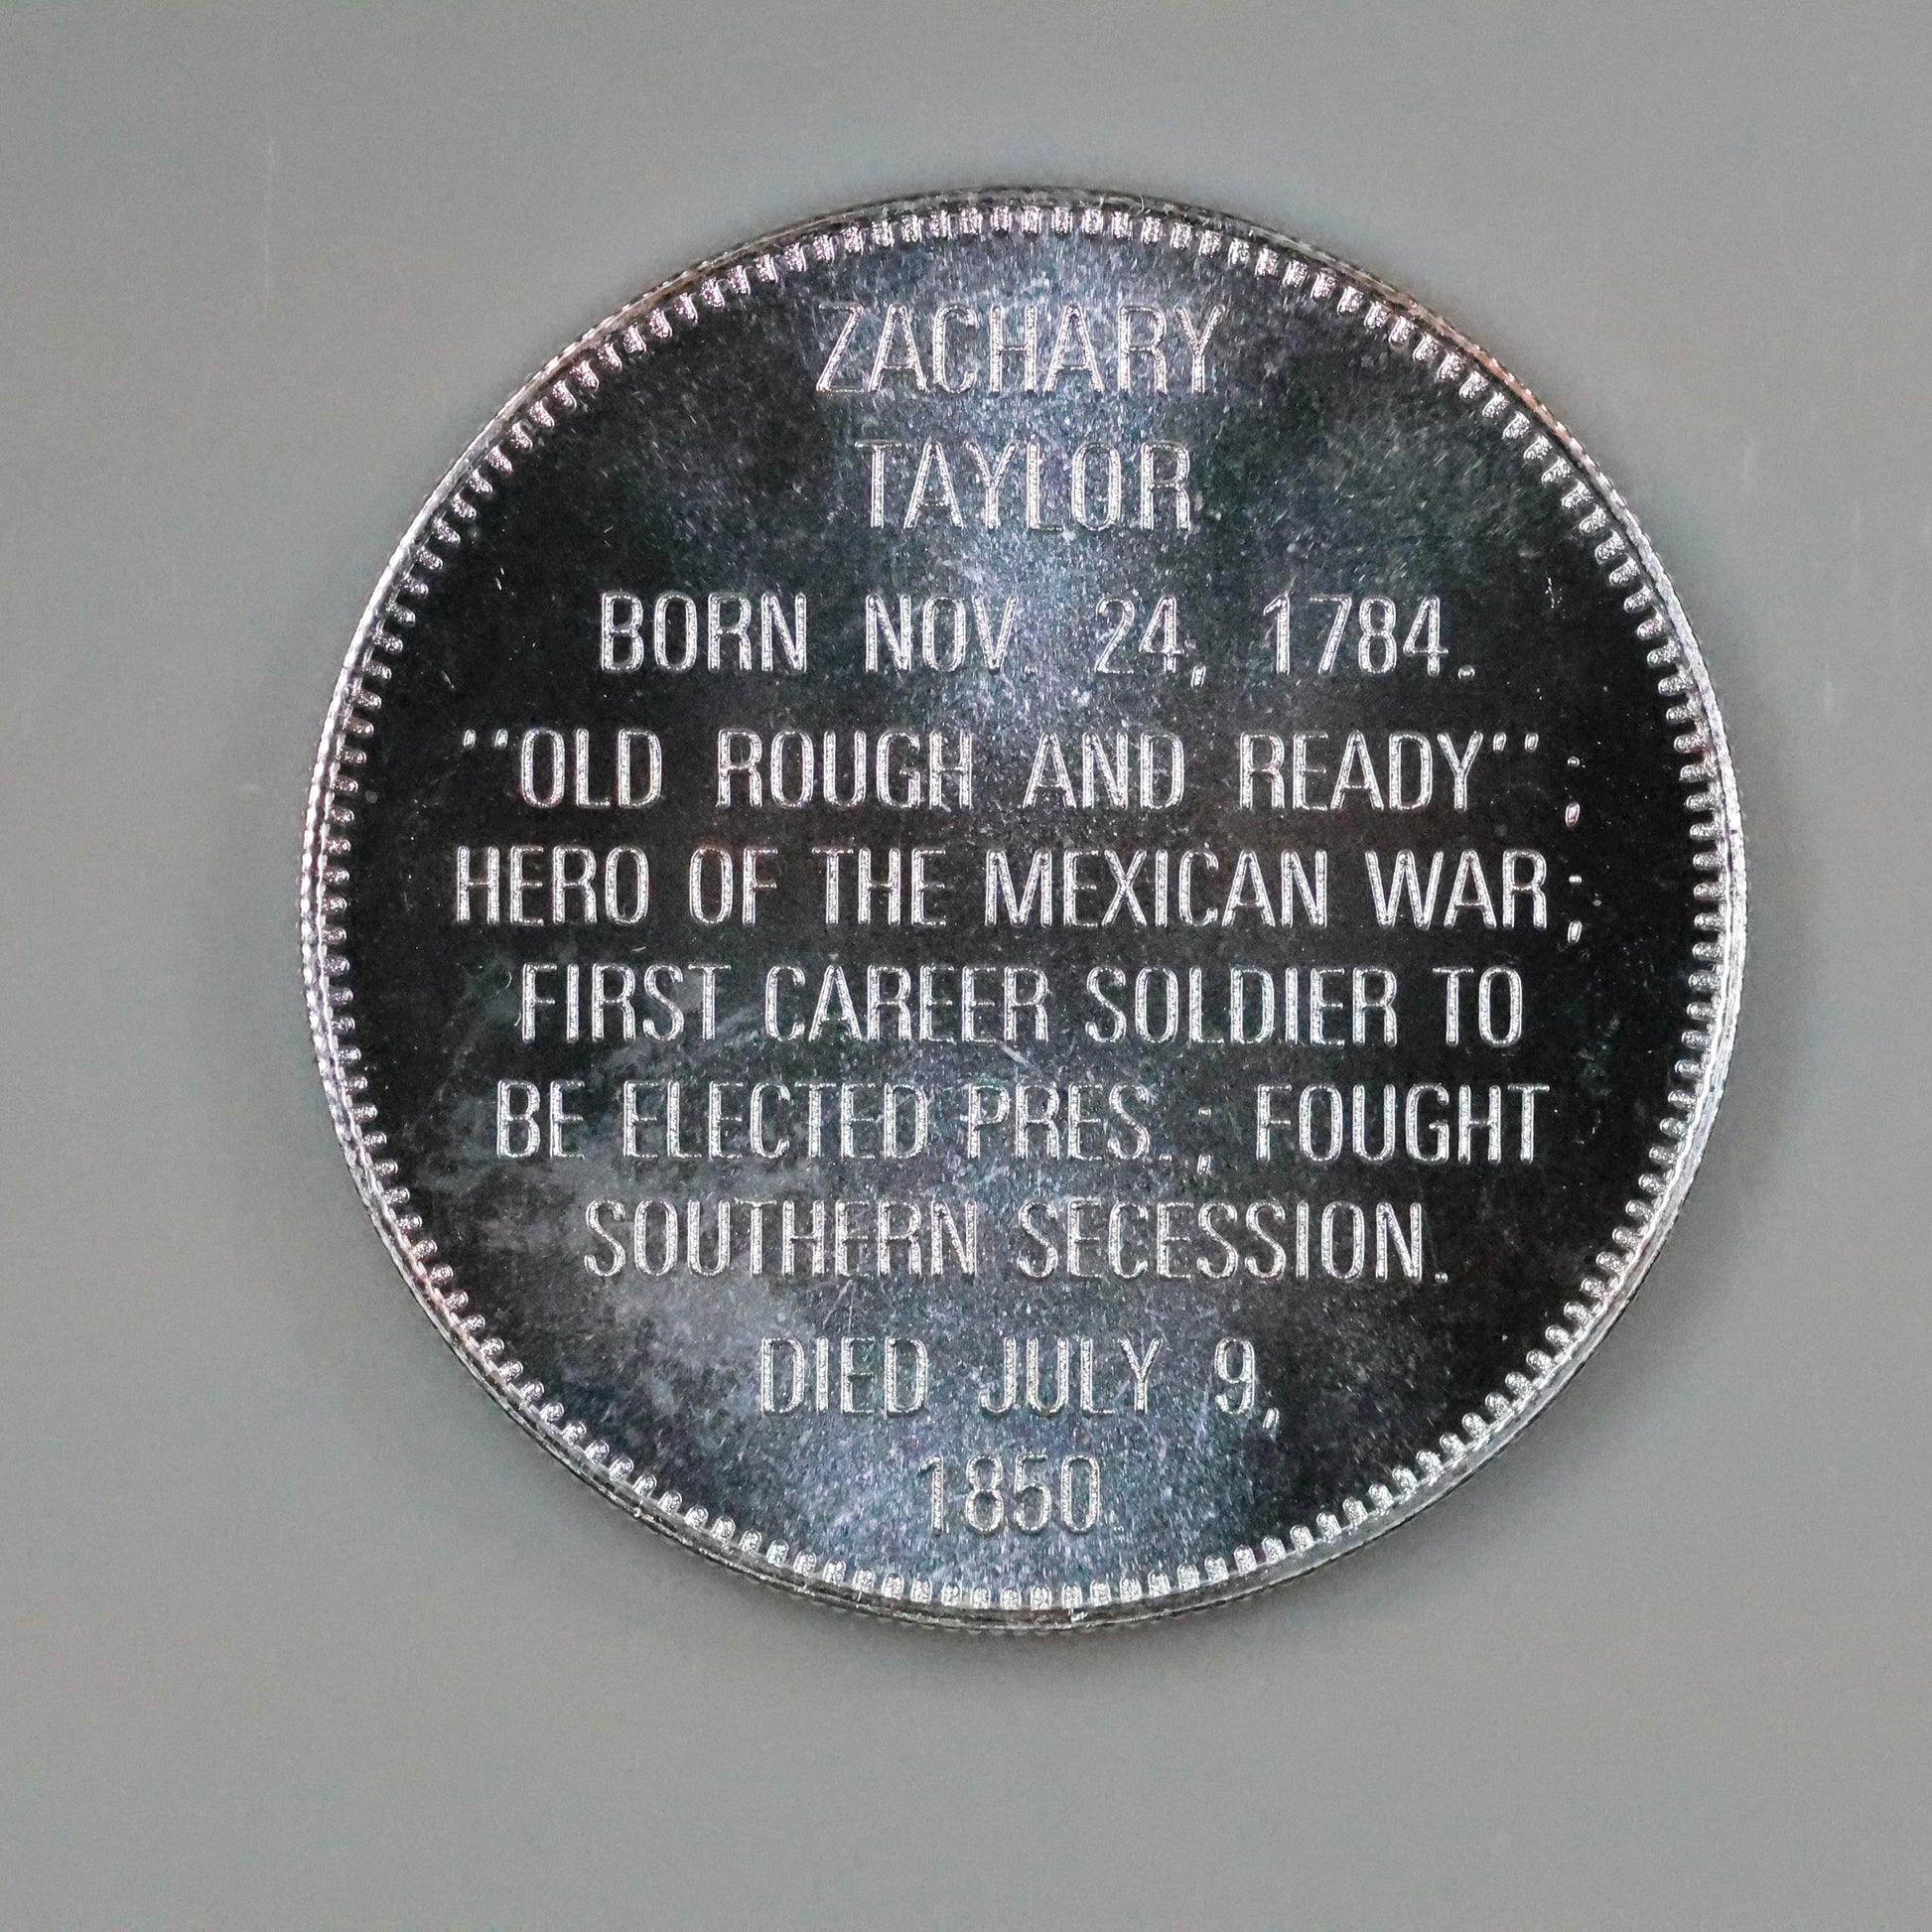 ZACHARY
TAYLOR
BORN NOV. 24, 1784.
"OLD ROUGH AND READY";
HERO OF THE MEXICAN WAR;
FIRST CAREER SOLDIER TO
BE ELECTED PRES.; FOUGHT
SOUTHERN SECESSION.
DIED JULY 9,
1850.